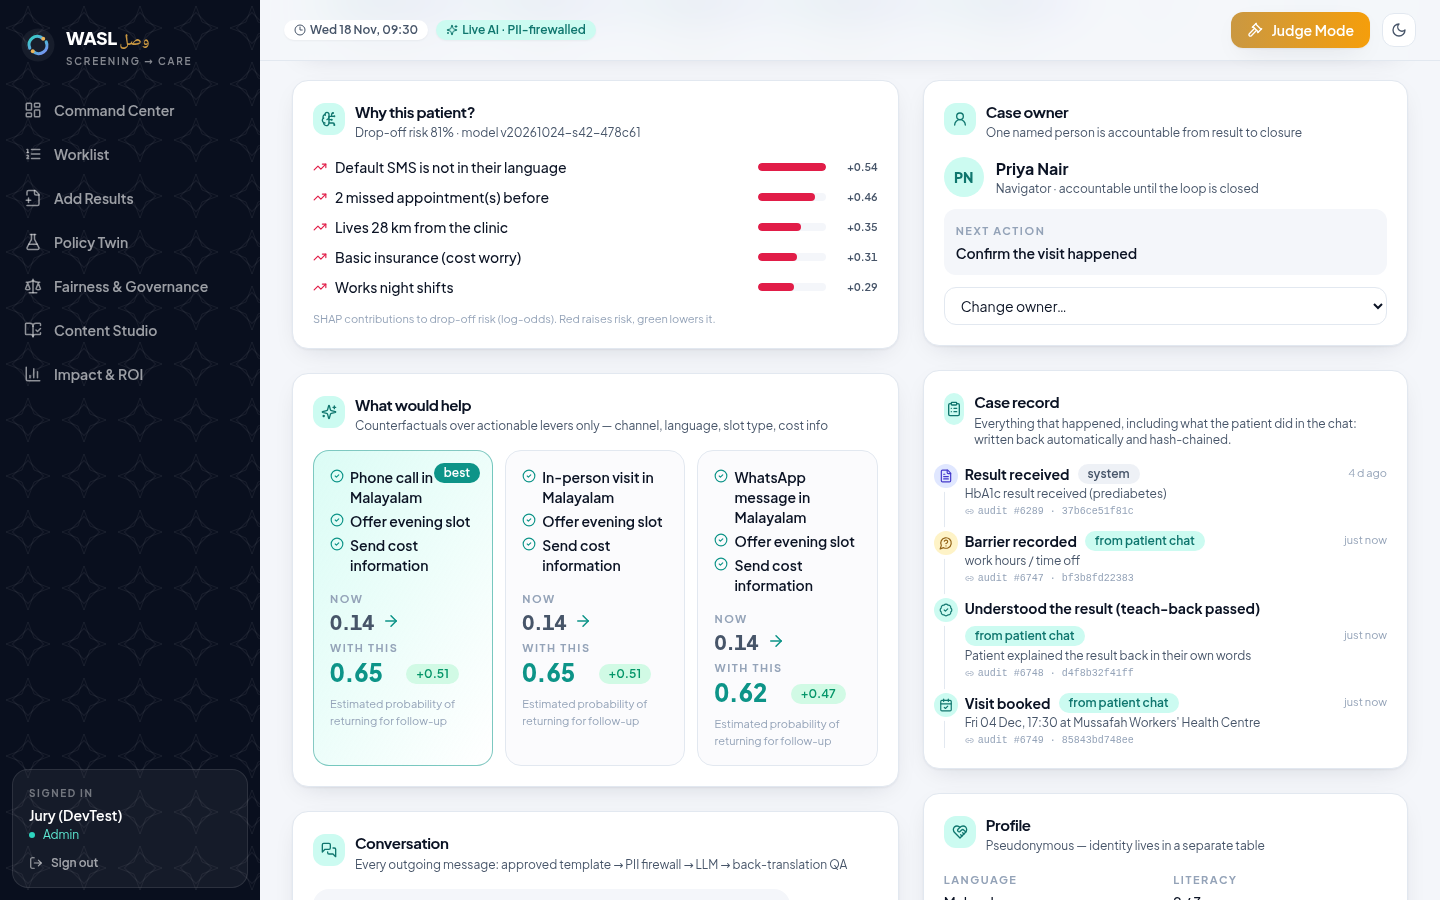 WASL وصل
SCREENING → CARE
Command Center
Worklist
Add Results
Policy Twin
Fairness & Governance
Content Studio
Impact & ROI
SIGNED IN
Jury (DevTest)
Admin
Sign out
Wed 18 Nov, 09:30
Live AI · PII-firewalled
Judge Mode
Why this patient?
Drop-off risk 81% · model v20261024-s42-478c61
Default SMS is not in their language +0.54
2 missed appointment(s) before +0.46
Lives 28 km from the clinic +0.35
Basic insurance (cost worry) +0.31
Works night shifts +0.29
SHAP contributions to drop-off risk (log-odds). Red raises risk, green lowers it.
What would help
Counterfactuals over actionable levers only — channel, language, slot type, cost info
best
Phone call in
Malayalam
Offer evening slot
Send cost
information
NOW
0.14 →
WITH THIS
0.65 +0.51
Estimated probability of
returning for follow-up
In-person visit in
Malayalam
Offer evening slot
Send cost
information
NOW
0.14 →
WITH THIS
0.65 +0.51
Estimated probability of
returning for follow-up
WhatsApp
message in
Malayalam
Offer evening slot
Send cost
information
NOW
0.14 →
WITH THIS
0.62 +0.47
Estimated probability of
returning for follow-up
Conversation
Every outgoing message: approved template → PII firewall → LLM → back-translation QA
Case owner
One named person is accountable from result to closure
PN
Priya Nair
Navigator · accountable until the loop is closed
NEXT ACTION
Confirm the visit happened
Change owner...
Case record
Everything that happened, including what the patient did in the chat:
written back automatically and hash-chained.
Result received system 4 d ago
HbA1c result received (prediabetes)
audit #6289 · 37b6ce51f81c
Barrier recorded from patient chat just now
work hours / time off
audit #6747 · bf3b8fd22383
Understood the result (teach-back passed)
from patient chat just now
Patient explained the result back in their own words
audit #6748 · d4f8b32f41ff
Visit booked from patient chat just now
Fri 04 Dec, 17:30 at Mussafah Workers' Health Centre
audit #6749 · 85843bd748ee
Profile
Pseudonymous — identity lives in a separate table
LANGUAGE
LITERACY